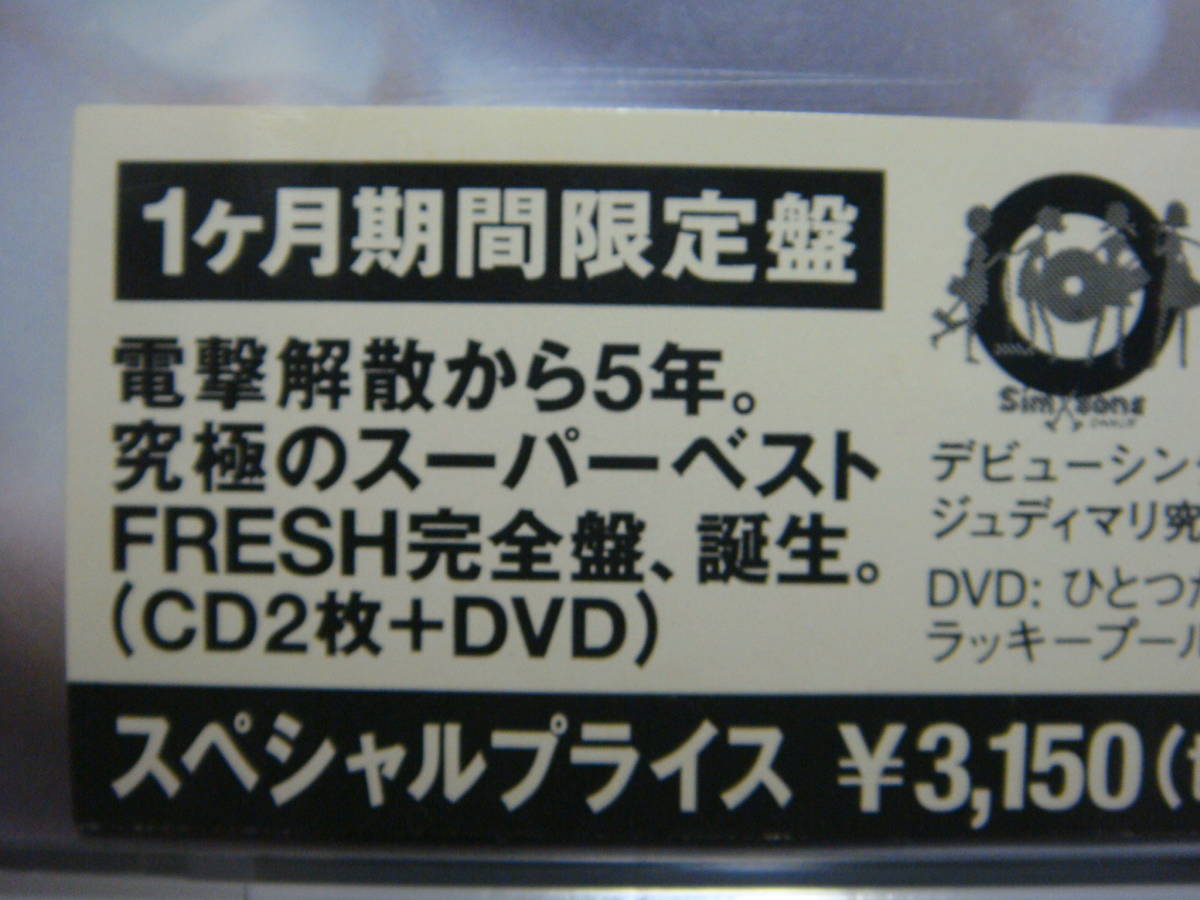 1ヶ月期間限定盤
電撃解散から5年。
究極のスーパーベスト
FRESH完全盤、誕生。
(CD2枚+DVD)
スペシャルプライス ¥3,150(t
デビューシン
ジュディマリ究
DVD: ひとつだ
ラッキープール